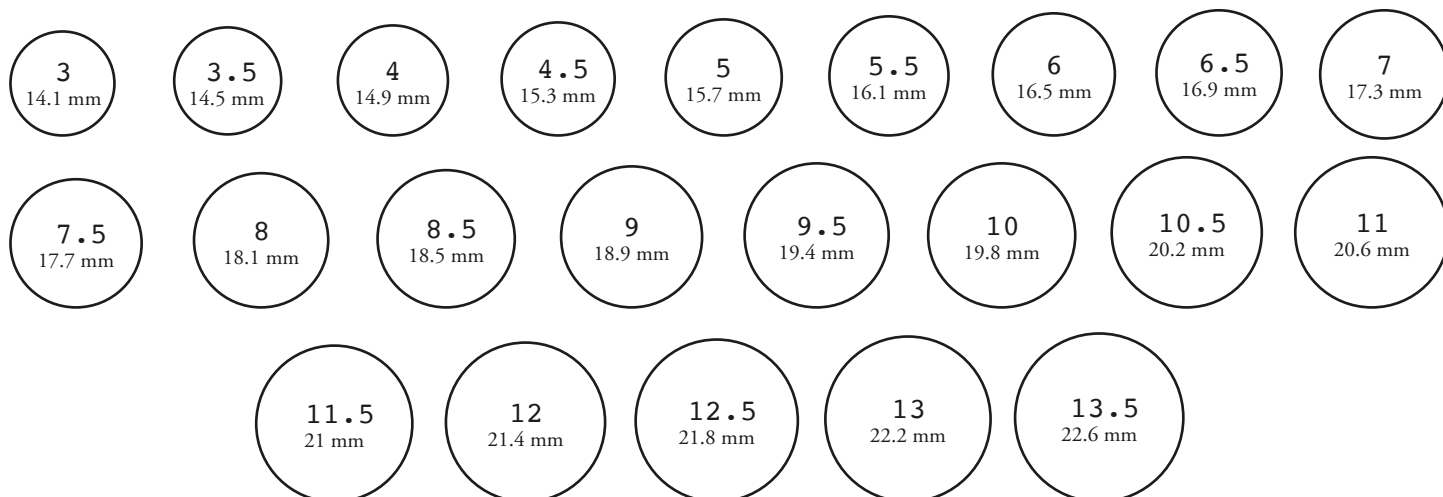 3
14.1 mm
3.5
14.5 mm
4
14.9 mm
4.5
15.3 mm
5
15.7 mm
5.5
16.1 mm
6
16.5 mm
6.5
16.9 mm
7
17.3 mm
7.5
17.7 mm
8
18.1 mm
8.5
18.5 mm
9
18.9 mm
9.5
19.4 mm
10
19.8 mm
10.5
20.2 mm
11
20.6 mm
11.5
21 mm
12
21.4 mm
12.5
21.8 mm
13
22.2 mm
13.5
22.6 mm